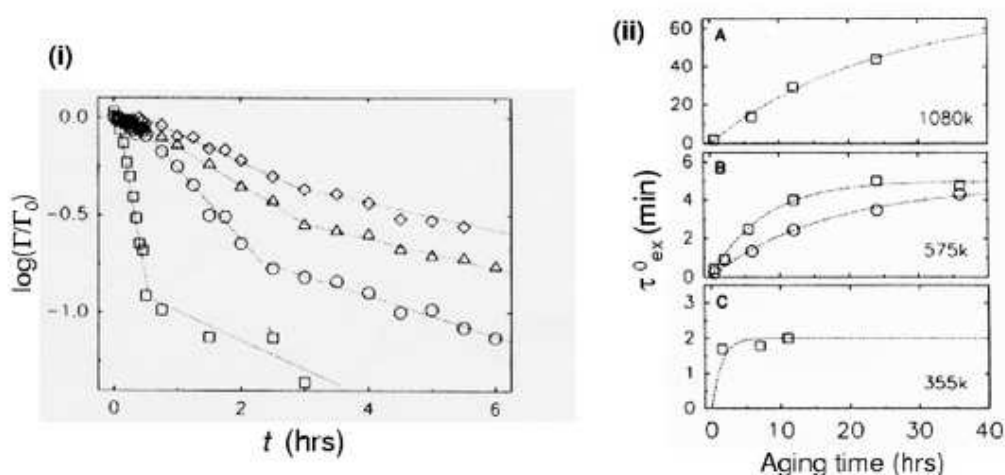 (i)
(ii)
log(Γ/Γ₀)
0.0
−0.5
−1.0
0
2
4
6
t (hrs)
τ⁰ex (min)
A
60
40
20
0
1080k
B
6
4
2
0
575k
C
3
2
1
0
355k
0
10
20
30
40
Aging time (hrs)